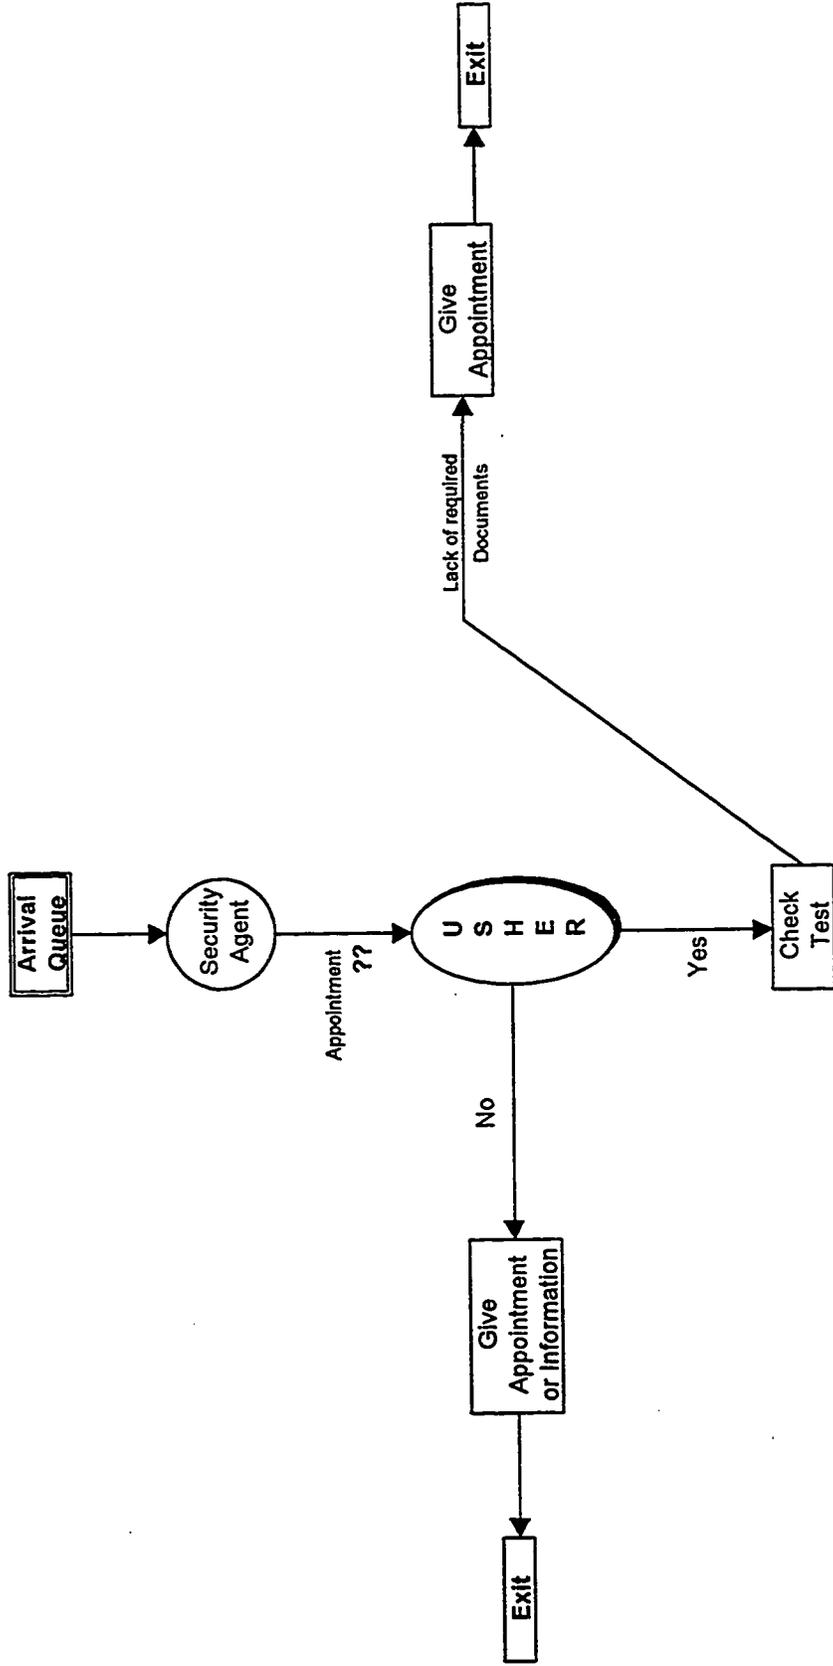 Arrival
Queue
Security
Agent
Appointment
??
U
S
H
E
R
No
Give
Appointment
or Information
Exit
Yes
Check
Test
Lack of required
Documents
Give
Appointment
Exit